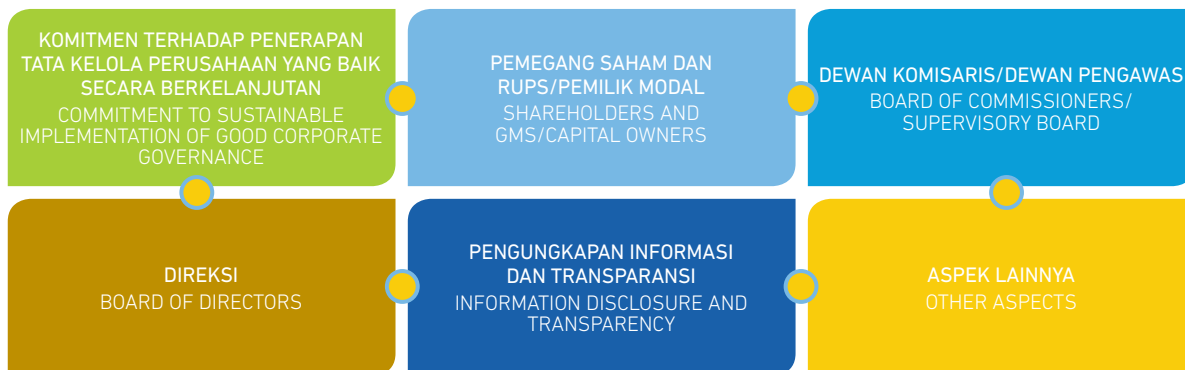 KOMITMEN TERHADAP PENERAPAN
TATA KELOLA PERUSAHAAN YANG BAIK
SECARA BERKELANJUTAN
COMMITMENT TO SUSTAINABLE
IMPLEMENTATION OF GOOD CORPORATE
GOVERNANCE
PEMEGANG SAHAM DAN
RUPS/PEMILIK MODAL
SHAREHOLDERS AND
GMS/CAPITAL OWNERS
DEWAN KOMISARIS/DEWAN PENGAWAS
BOARD OF COMMISSIONERS/
SUPERVISORY BOARD
DIREKSI
BOARD OF DIRECTORS
PENGUNGKAPAN INFORMASI
DAN TRANSPARANSI
INFORMATION DISCLOSURE AND
TRANSPARENCY
ASPEK LAINNYA
OTHER ASPECTS